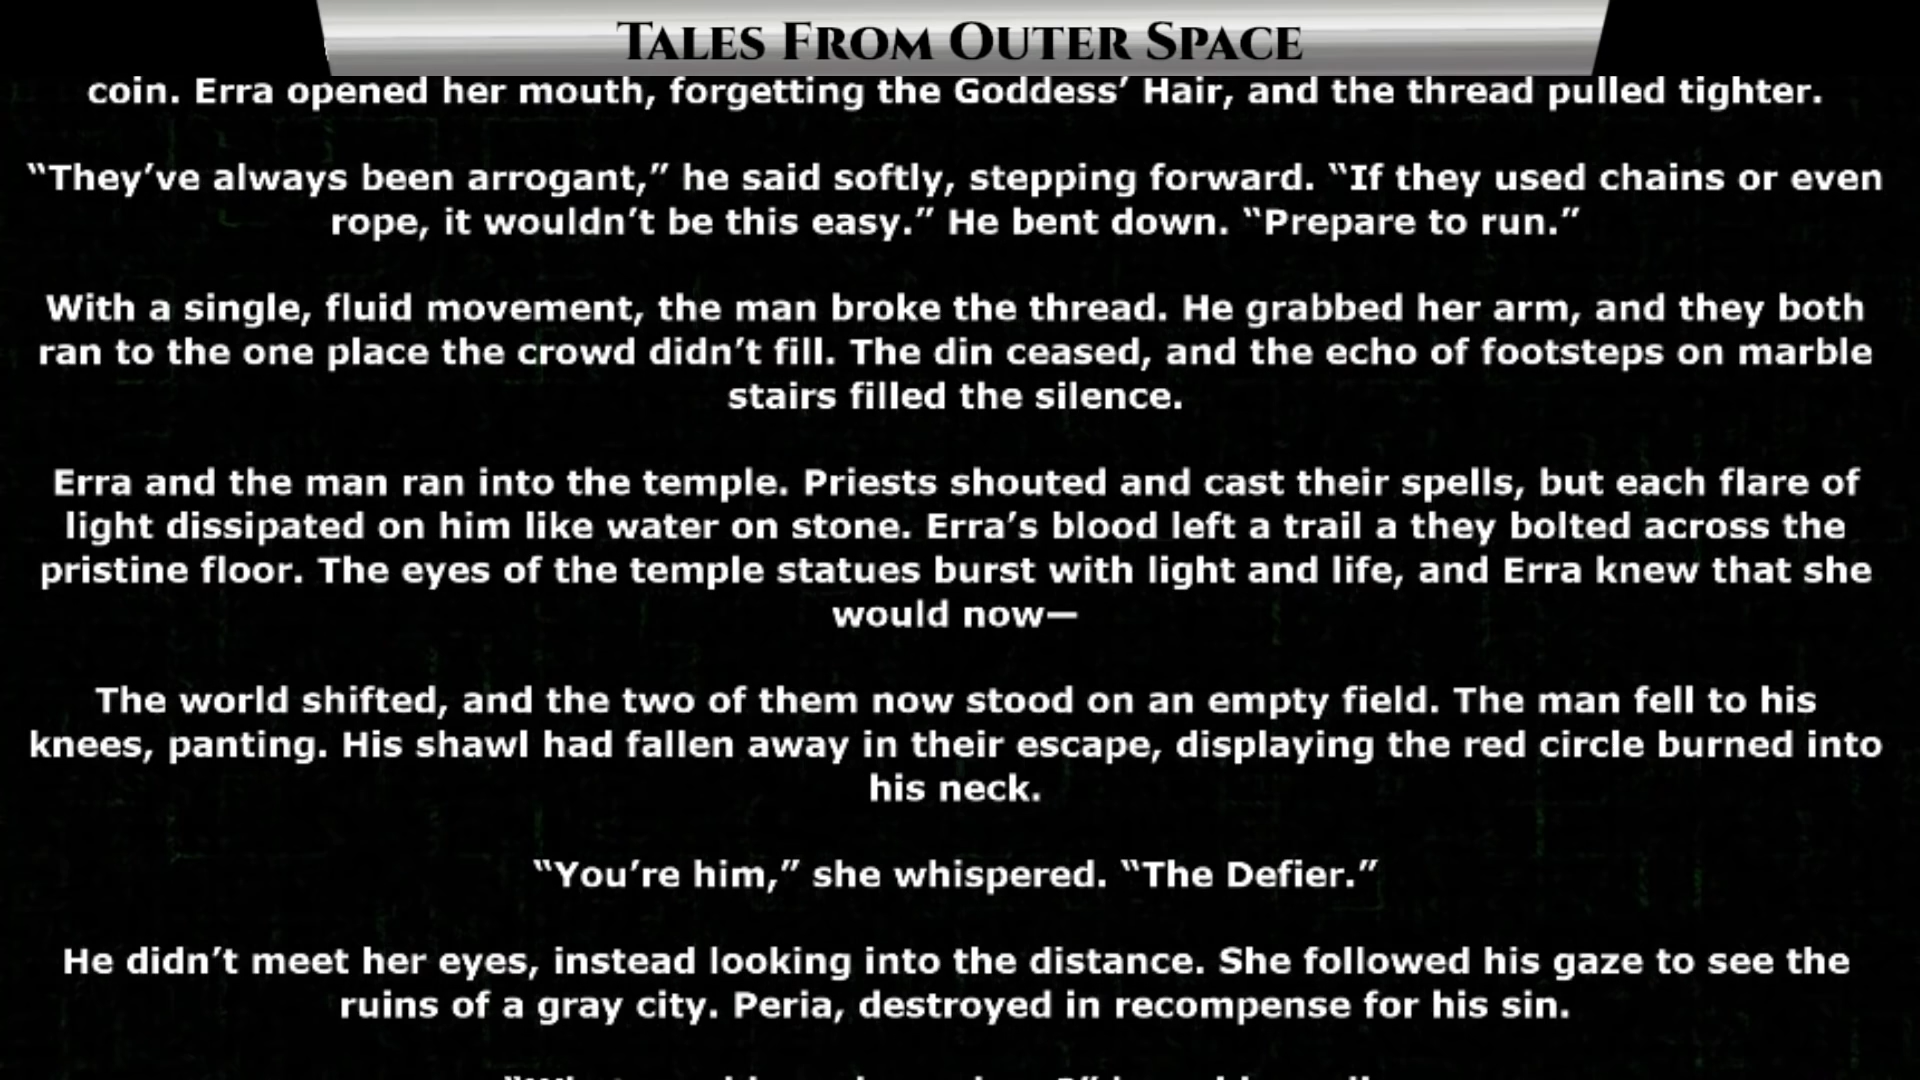 Tales From Outer Space
coin. Erra opened her mouth, forgetting the Goddess’ Hair, and the thread pulled tighter.
“They’ve always been arrogant,” he said softly, stepping forward. “If they used chains or even
rope, it wouldn’t be this easy.” He bent down. “Prepare to run.”
With a single, fluid movement, the man broke the thread. He grabbed her arm, and they both
ran to the one place the crowd didn’t fill. The din ceased, and the echo of footsteps on marble
stairs filled the silence.
Erra and the man ran into the temple. Priests shouted and cast their spells, but each flare of
light dissipated on him like water on stone. Erra’s blood left a trail a they bolted across the
pristine floor. The eyes of the temple statues burst with light and life, and Erra knew that she
would now—
The world shifted, and the two of them now stood on an empty field. The man fell to his
knees, panting. His shawl had fallen away in their escape, displaying the red circle burned into
his neck.
“You’re him,” she whispered. “The Defier.”
He didn’t meet her eyes, instead looking into the distance. She followed his gaze to see the
ruins of a gray city. Peria, destroyed in recompense for his sin.